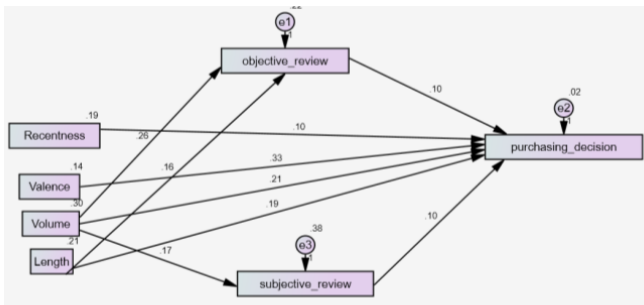 .22
e1
1
objective_review
.02
e2
1
purchasing_decision
.19
Recentness
.10
.10
.26
.14
.16
.33
Valence
.21
.30
Volume
.19
.10
.21
.17
.38
Length
e3
1
subjective_review